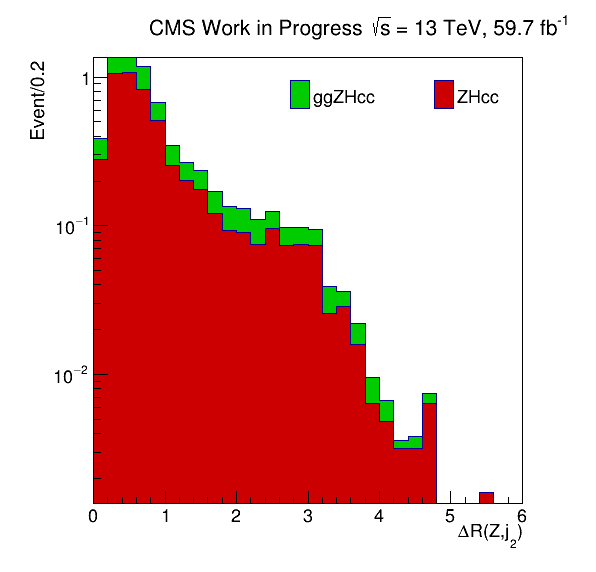 CMS Work in Progress √s = 13 TeV, 59.7 fb⁻¹
Event/0.2
ggZHcc ZHcc
1
10⁻¹
10⁻²
0 1 2 3 4 5 6
ΔR(Z,j₂)